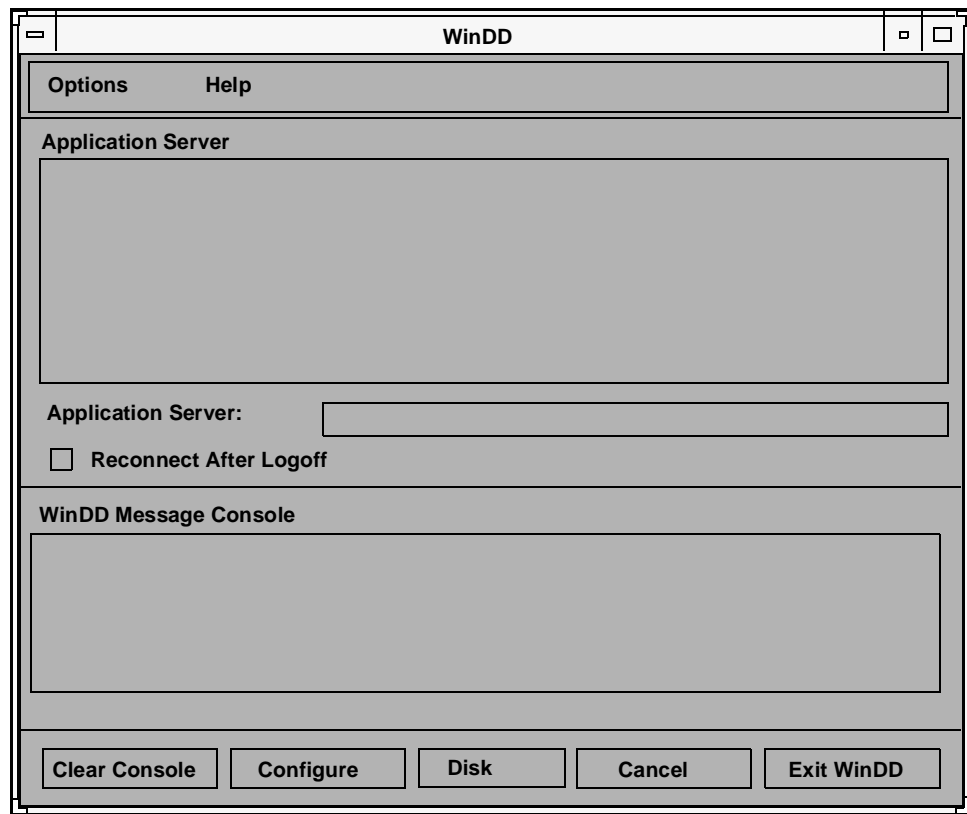 WinDD
Options Help
Application Server
Application Server:
Reconnect After Logoff
WinDD Message Console
Clear Console Configure Disk Cancel Exit WinDD